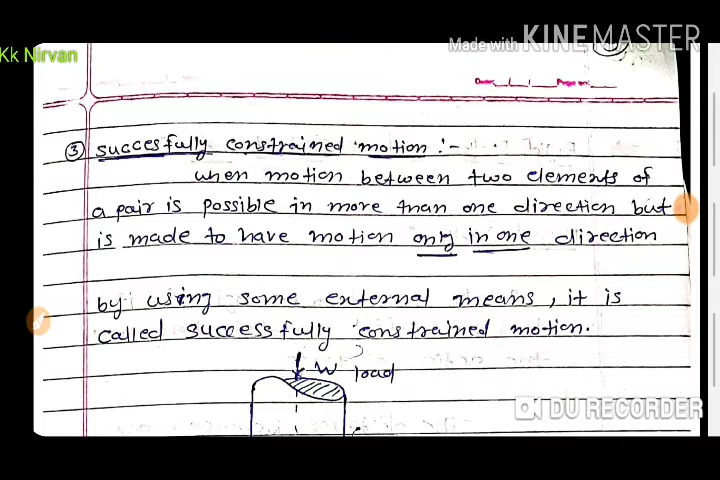 Made with KINEMASTER
Kk Nirvan
③ succesfully constrained motion :-
when motion between two elements of
a pair is possible in more than one direction but
is made to have motion only in one direction
by using some external means, it is
called successfully constrained motion.
W load
DU RECORDER